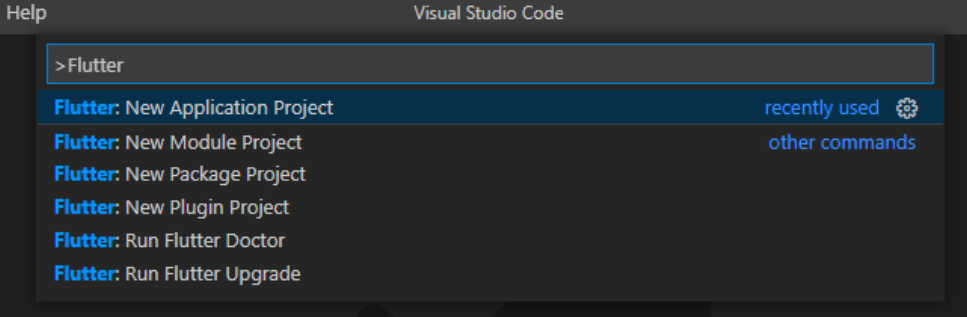 Help Visual Studio Code
>Flutter
Flutter: New Application Project recently used
Flutter: New Module Project other commands
Flutter: New Package Project
Flutter: New Plugin Project
Flutter: Run Flutter Doctor
Flutter: Run Flutter Upgrade